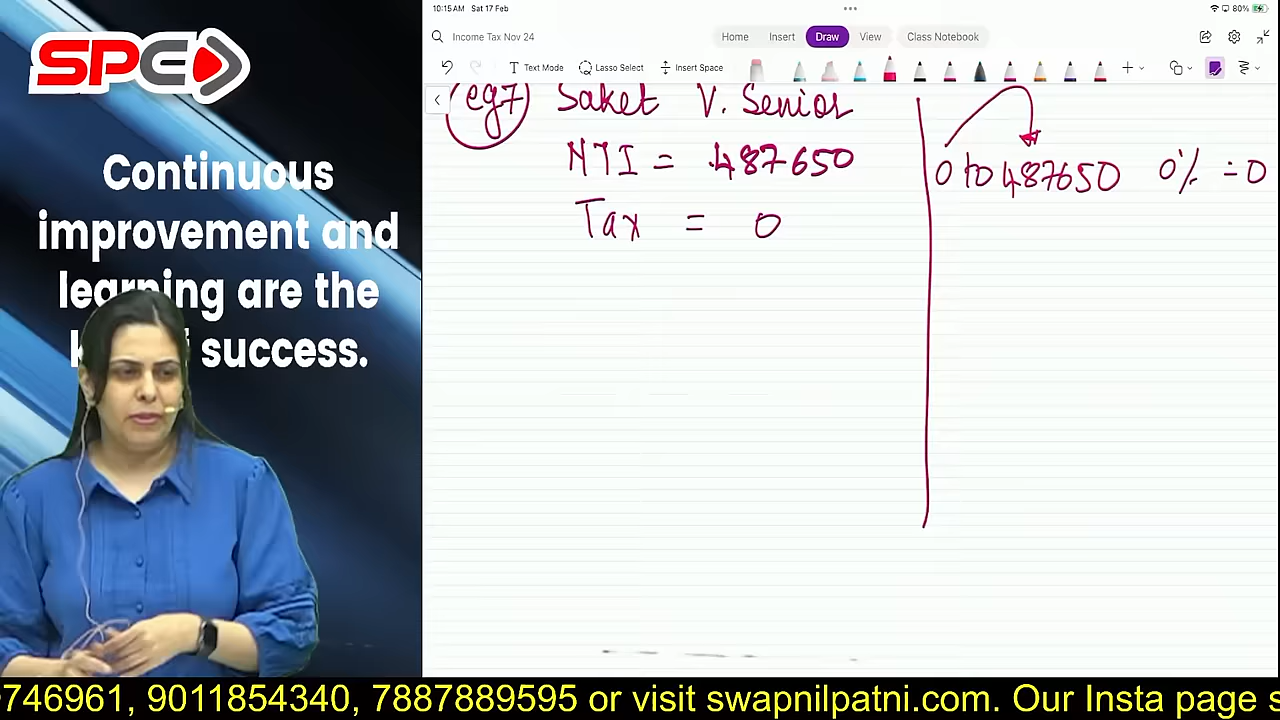 SPE
Continuous
improvement and
learning are the
success.
10:15 AM Sat 17 Feb
80%
Income Tax Nov 24
Home Insert Draw View Class Notebook
Text Mode Lasso Select Insert Space
eg7 Saket V. Senior
NTI = 487650
Tax = 0
0 to 487650 0% = 0
746961, 9011854340, 7887889595 or visit swapnilpatni.com. Our Insta page s